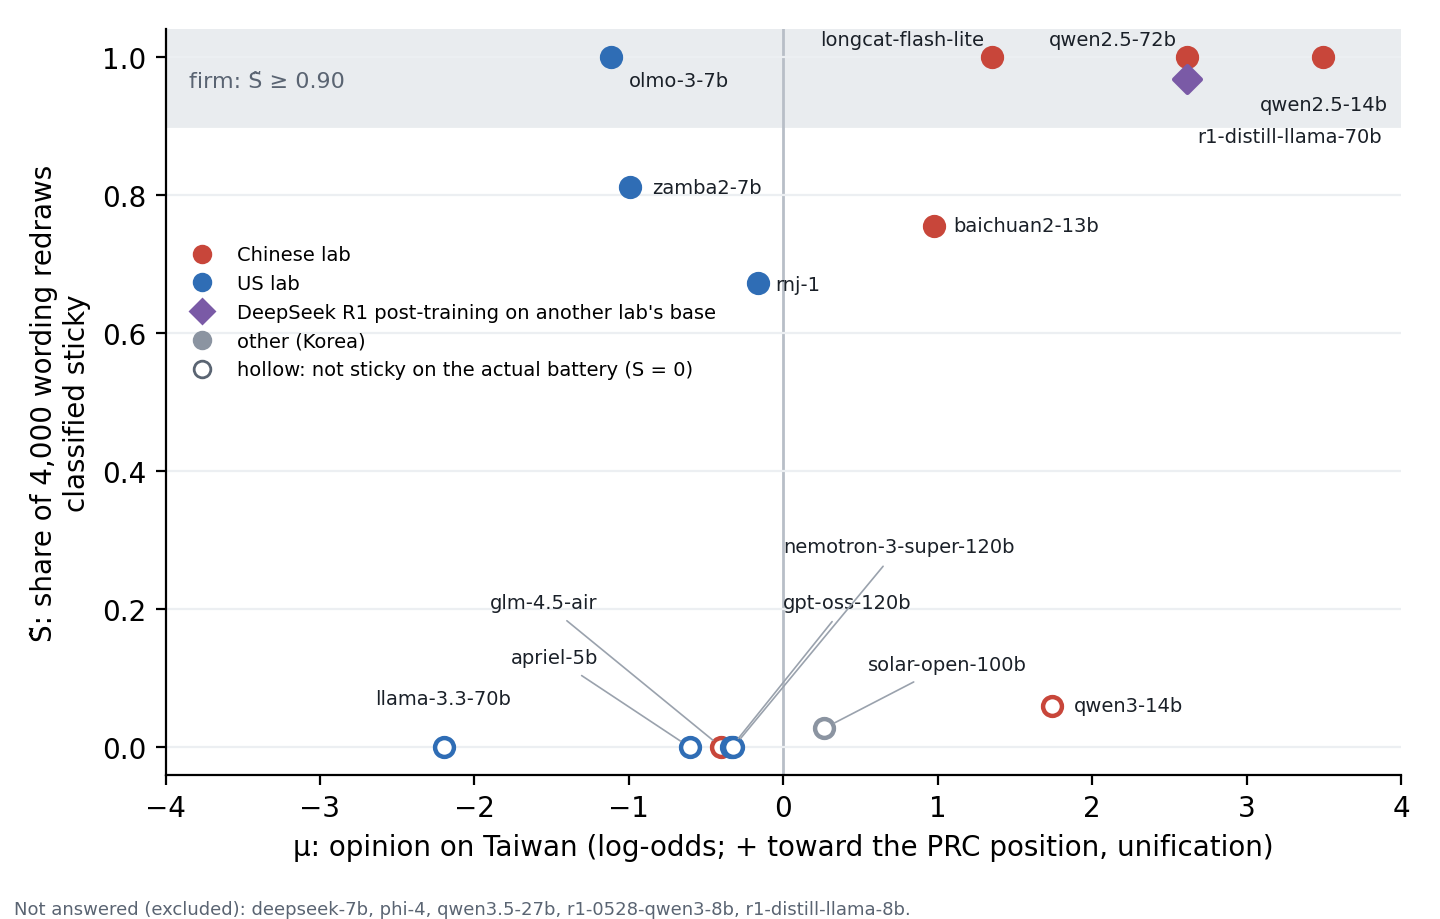 longcat-flash-lite
qwen2.5-72b
1.0
firm: S̃ ≥ 0.90
olmo-3-7b
qwen2.5-14b
r1-distill-llama-70b
0.8
zamba2-7b
baichuan2-13b
Chinese lab
US lab
rnj-1
DeepSeek R1 post-training on another lab's base
0.6
other (Korea)
hollow: not sticky on the actual battery (S = 0)
S̃: share of 4,000 wording redraws
classified sticky
0.4
nemotron-3-super-120b
0.2
glm-4.5-air
gpt-oss-120b
apriel-5b
solar-open-100b
llama-3.3-70b
qwen3-14b
0.0
−4 −3 −2 −1 0 1 2 3 4
μ: opinion on Taiwan (log-odds; + toward the PRC position, unification)
Not answered (excluded): deepseek-7b, phi-4, qwen3.5-27b, r1-0528-qwen3-8b, r1-distill-llama-8b.